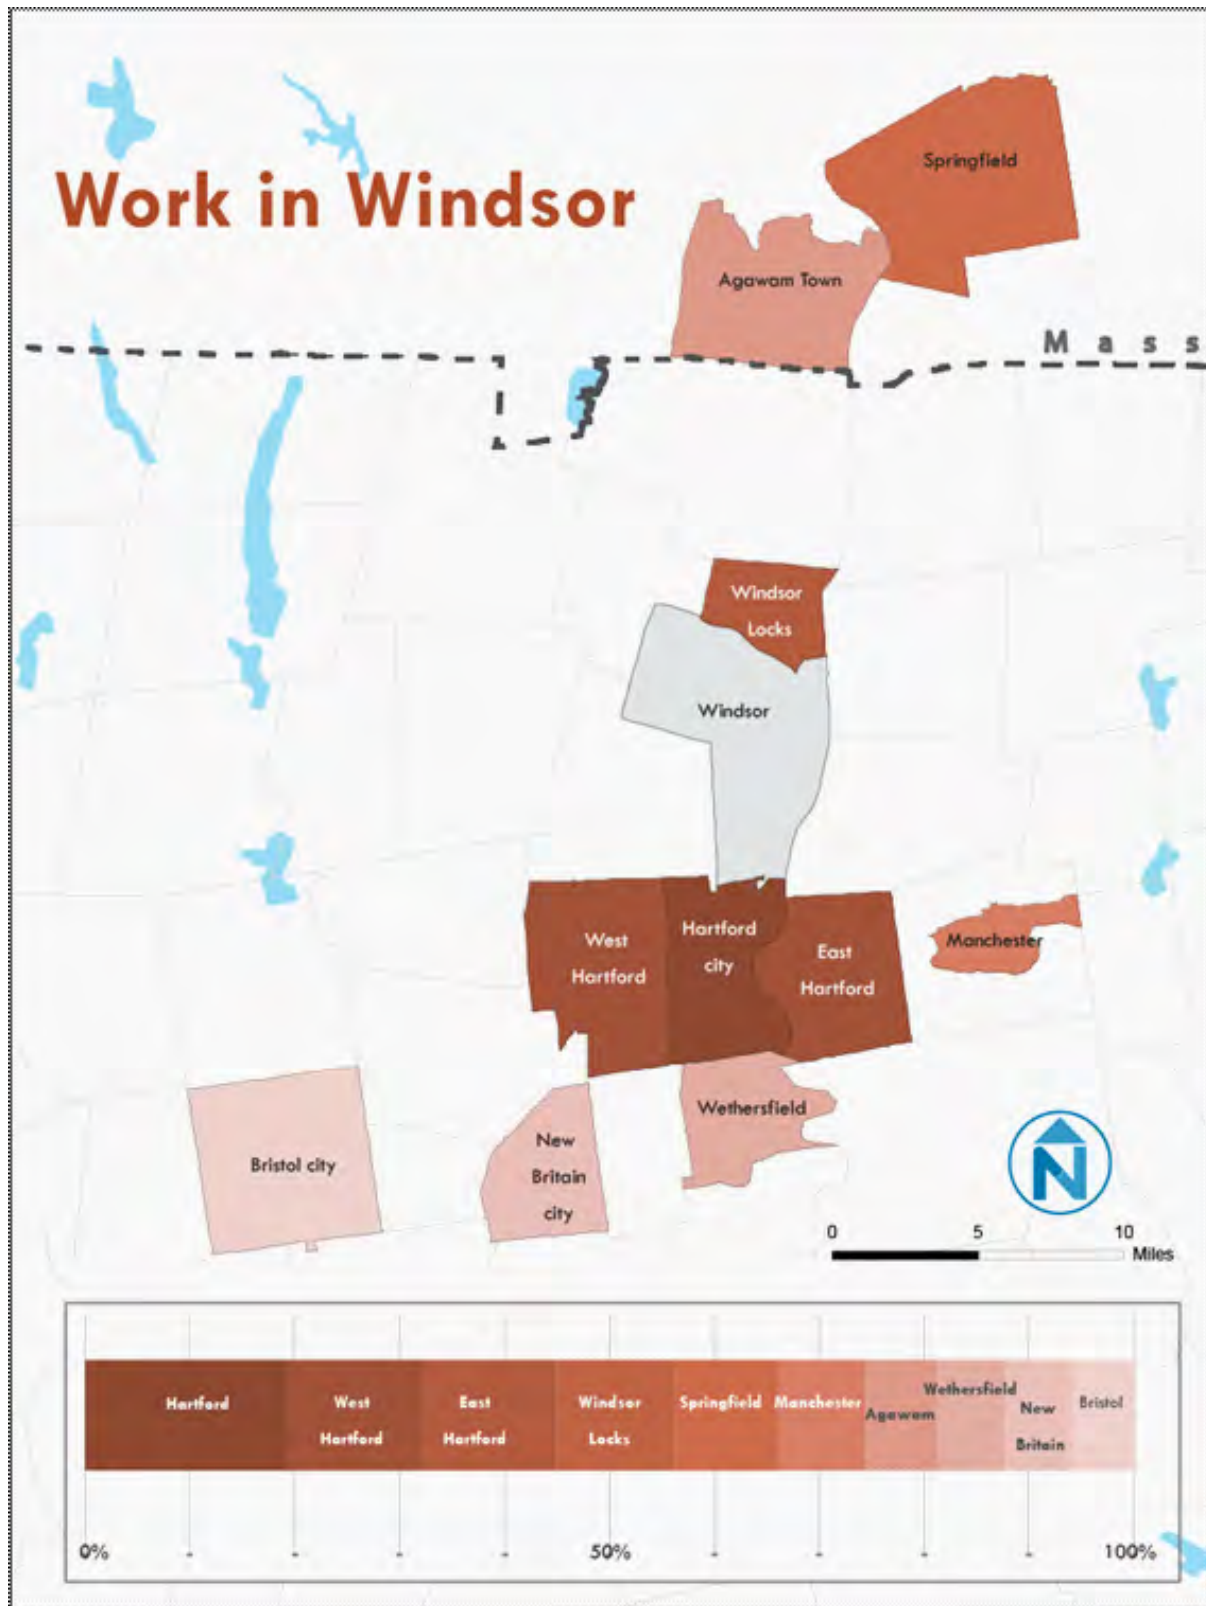 Work in Windsor
Springfield
Agawam Town
Mass
Windsor
Locks
Windsor
West
Hartford
Hartford
city
East
Hartford
Manchester
Wethersfield
Bristol city
New
Britain
city
N
0 5 10
Miles
Hartford
West
Hartford
East
Hartford
Windsor
Locks
Springfield
Manchester
Agawam
Wethersfield
New
Britain
Bristol
0% - - - - 50% - - - - 100%